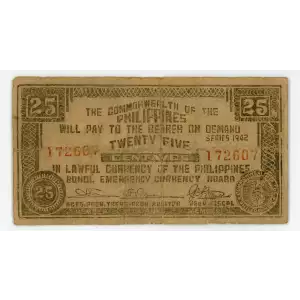 THE COMMONWEALTH OF THE
25 PHILIPPINES 25
WILL PAY TO THE BEARER ON DEMAND
TWENTY FIVE SERIES 1942
172607 CENTAVOS 172607
IN LAWFUL CURRENCY OF THE PHILIPPINES
25 BOHOL EMERGENCY CURRENCY BOARD